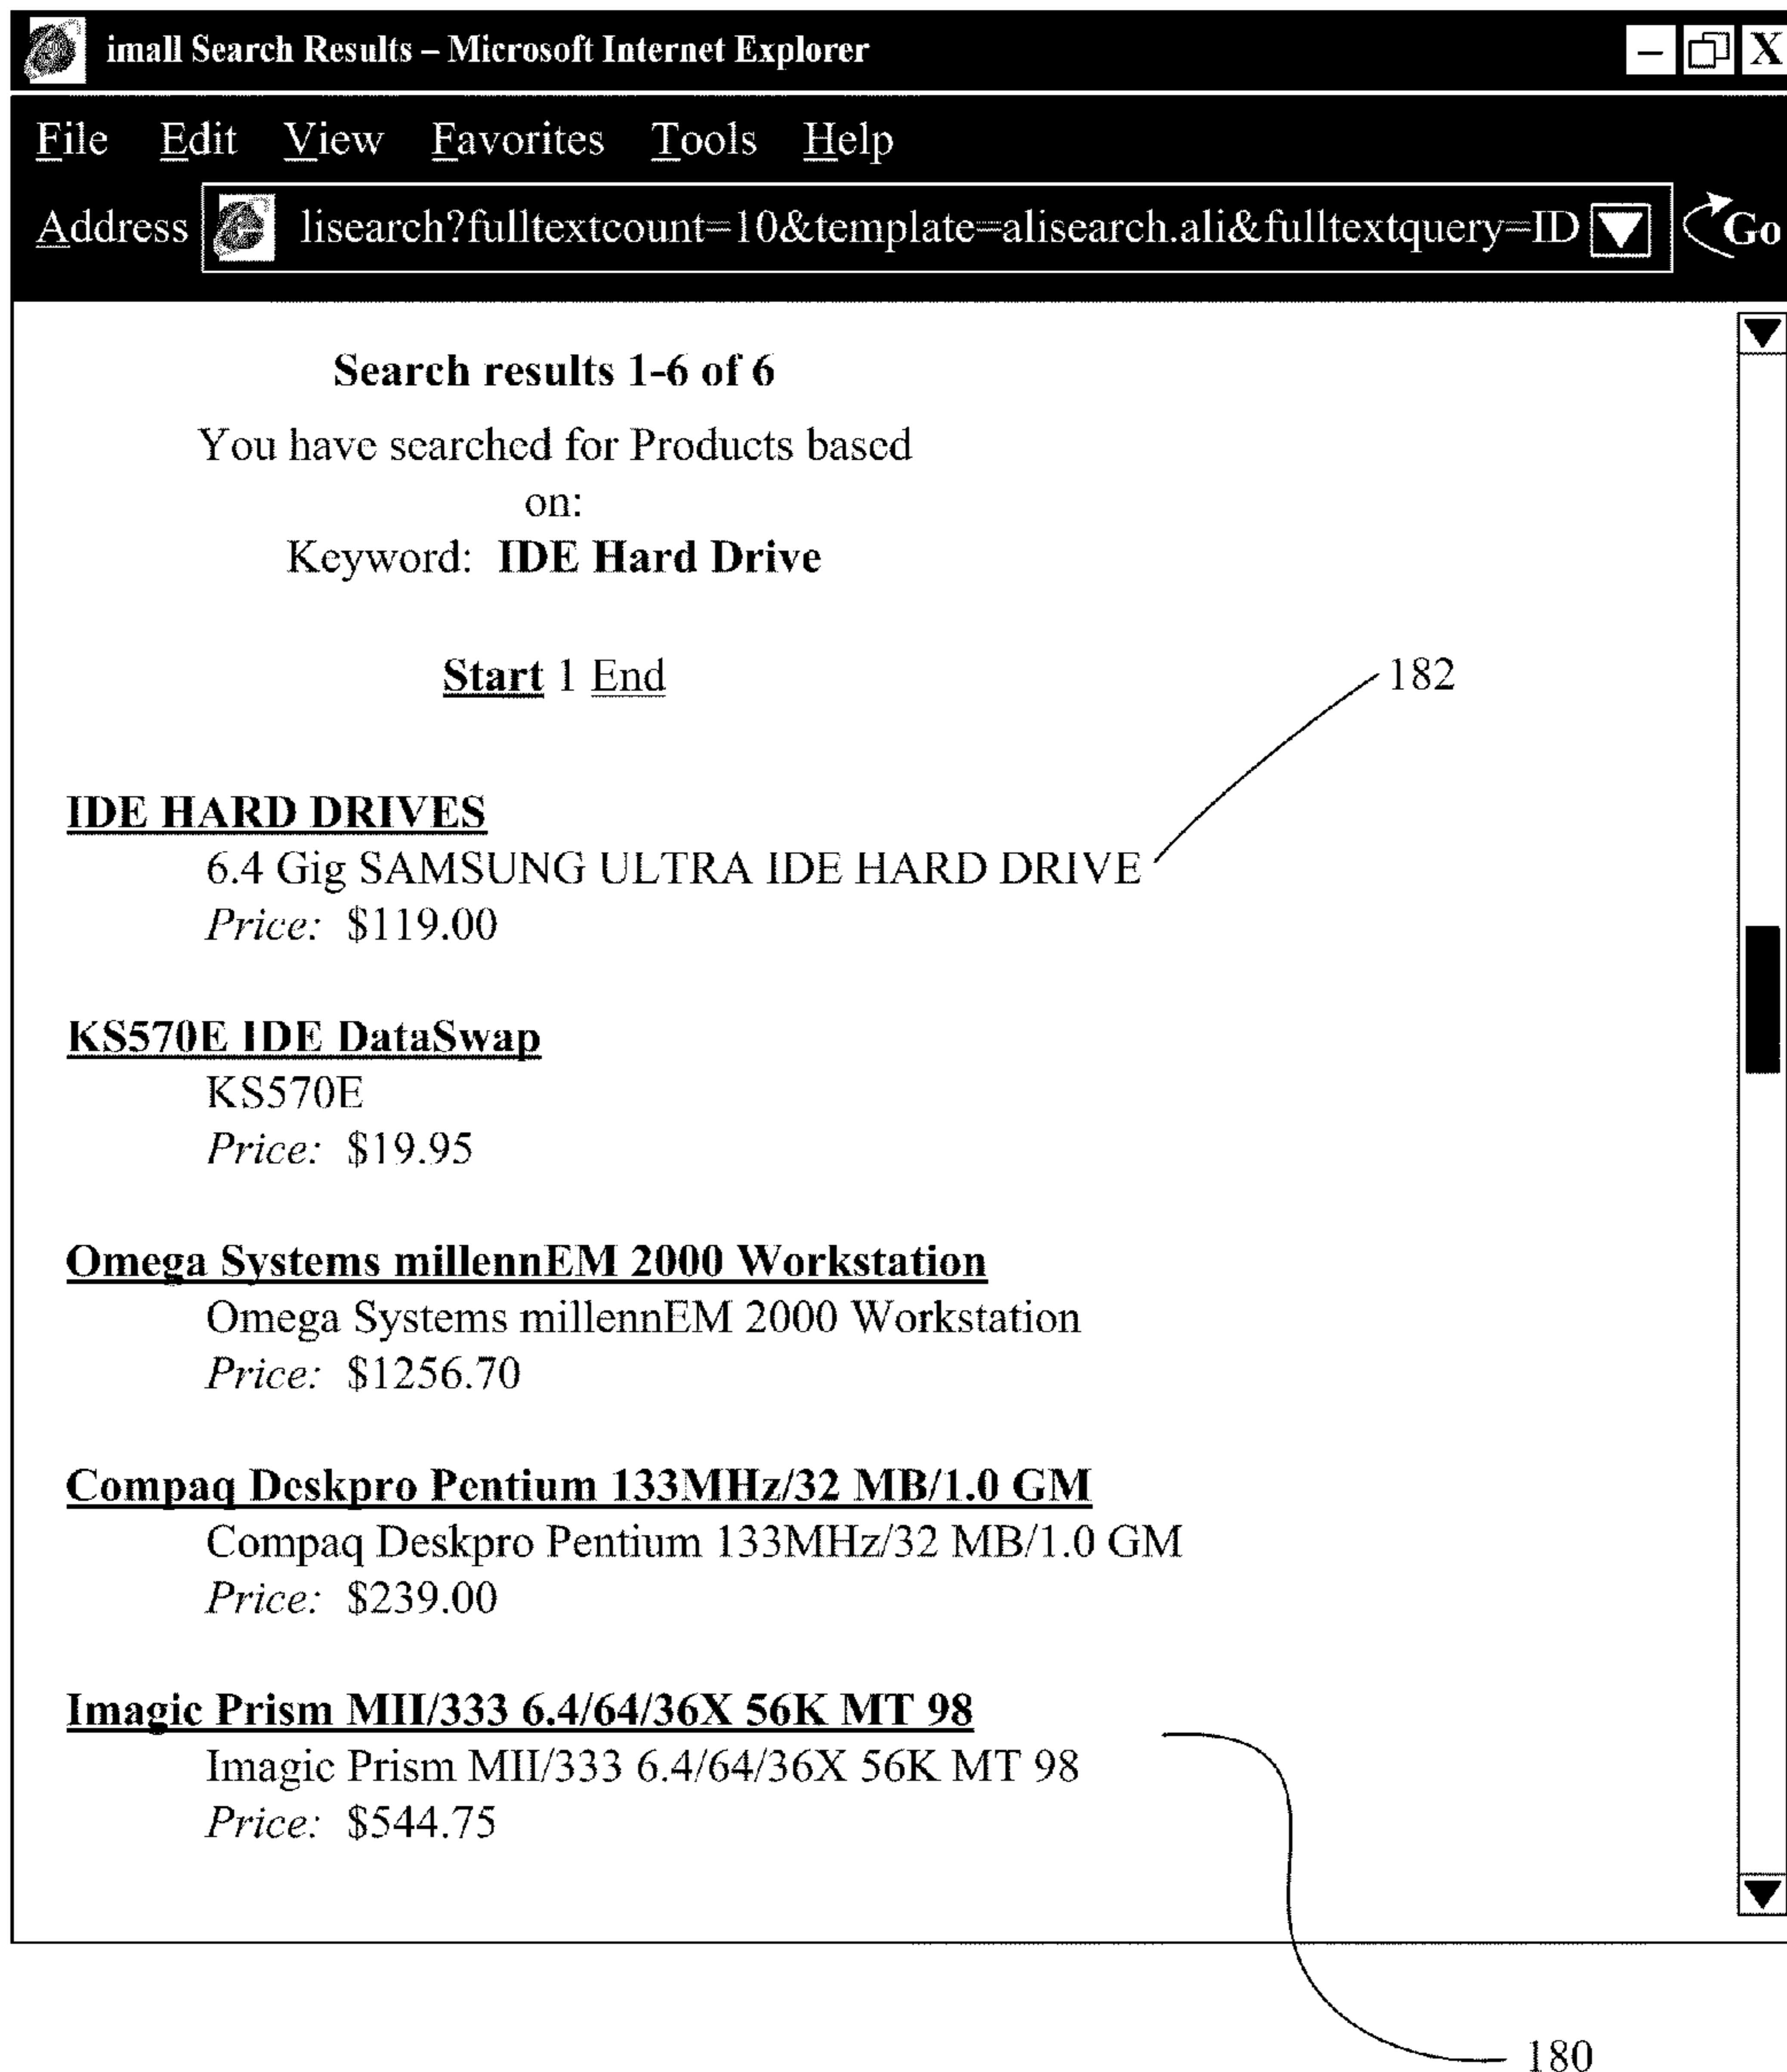 imall Search Results – Microsoft Internet Explorer
– X
File Edit View Favorites Tools Help
Address lisearch?fulltextcount=10&template=alisearch.ali&fulltextquery=ID Go
Search results 1-6 of 6
You have searched for Products based
on:
Keyword: IDE Hard Drive
Start 1 End
182
IDE HARD DRIVES
6.4 Gig SAMSUNG ULTRA IDE HARD DRIVE
Price: $119.00
KS570E IDE DataSwap
KS570E
Price: $19.95
Omega Systems millennEM 2000 Workstation
Omega Systems millennEM 2000 Workstation
Price: $1256.70
Compaq Deskpro Pentium 133MHz/32 MB/1.0 GM
Compaq Deskpro Pentium 133MHz/32 MB/1.0 GM
Price: $239.00
Imagic Prism MII/333 6.4/64/36X 56K MT 98
Imagic Prism MII/333 6.4/64/36X 56K MT 98
Price: $544.75
180